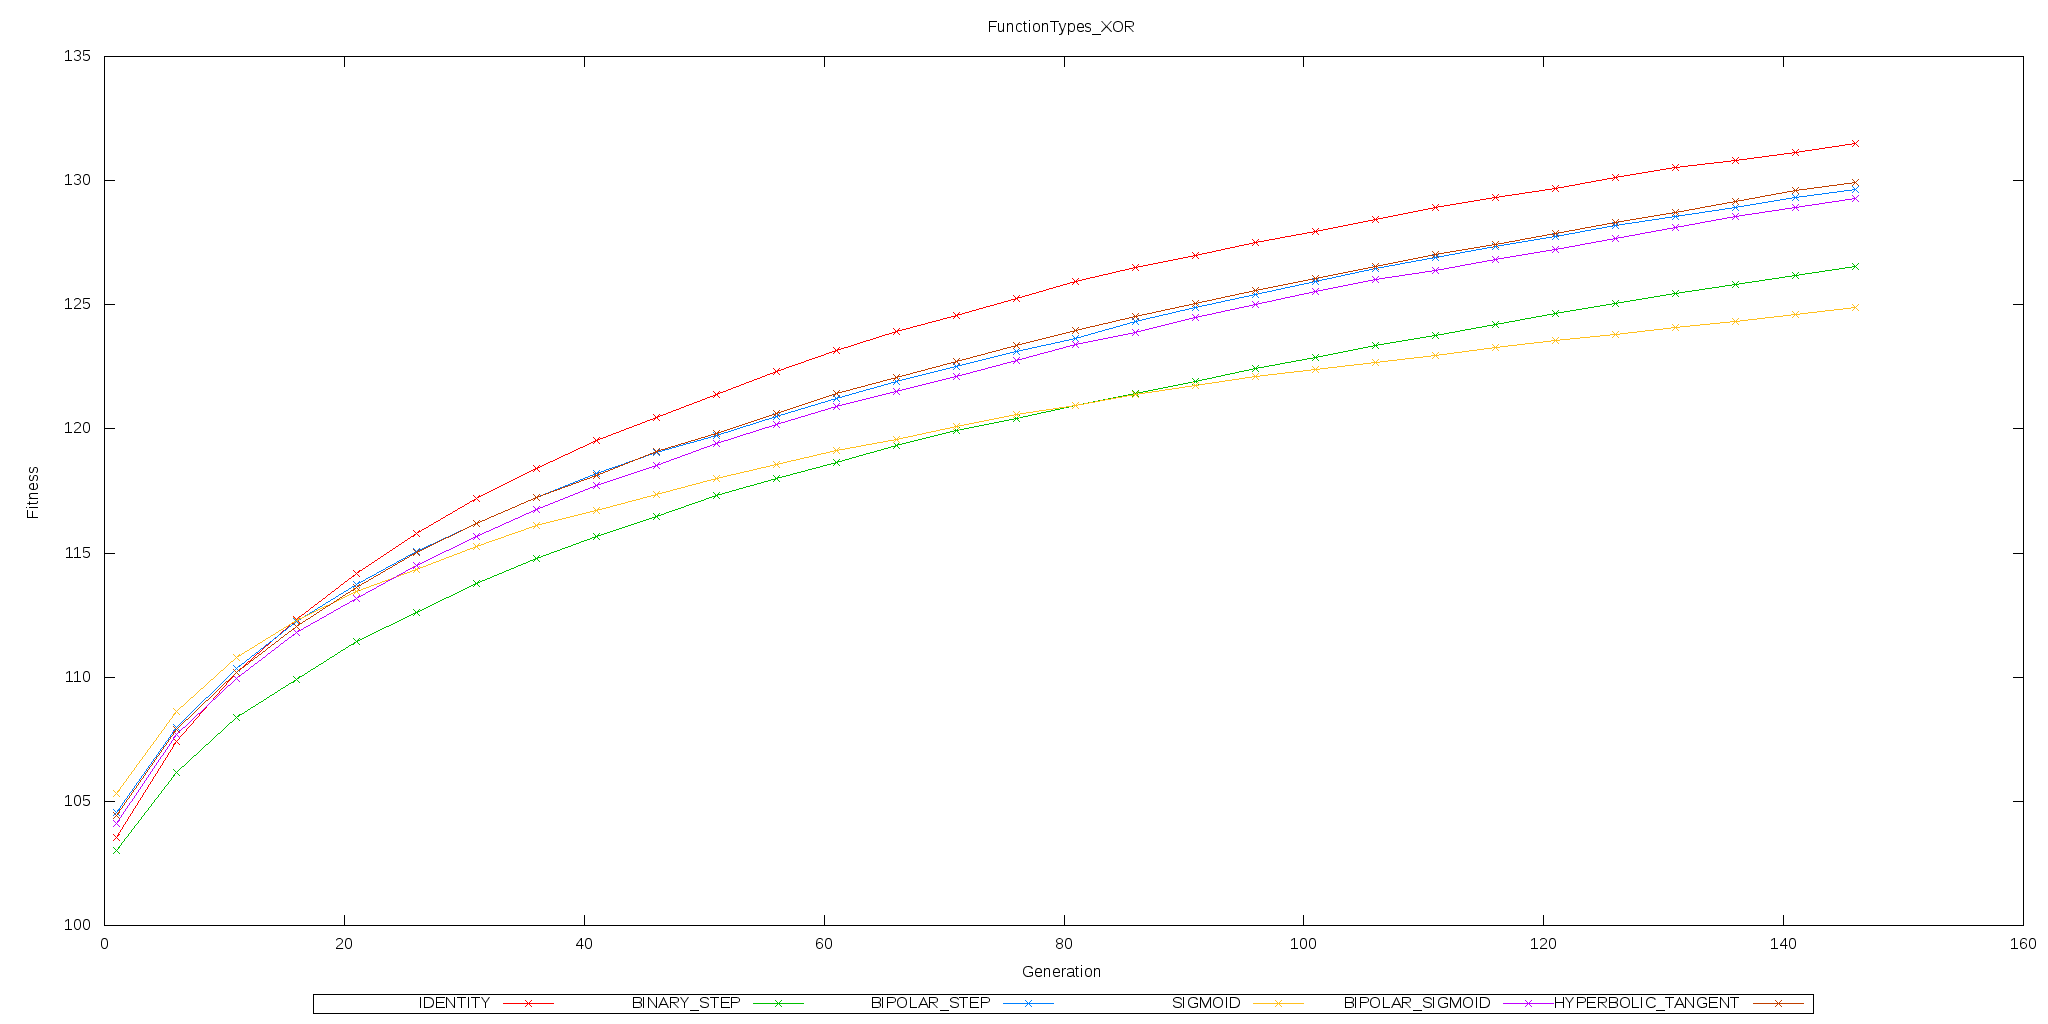 FunctionTypes_XOR
135
130
125
120
115
110
105
100
Fitness
0 20 40 60 80 100 120 140 160
Generation
IDENTITY BINARY_STEP BIPOLAR_STEP SIGMOID BIPOLAR_SIGMOID HYPERBOLIC_TANGENT